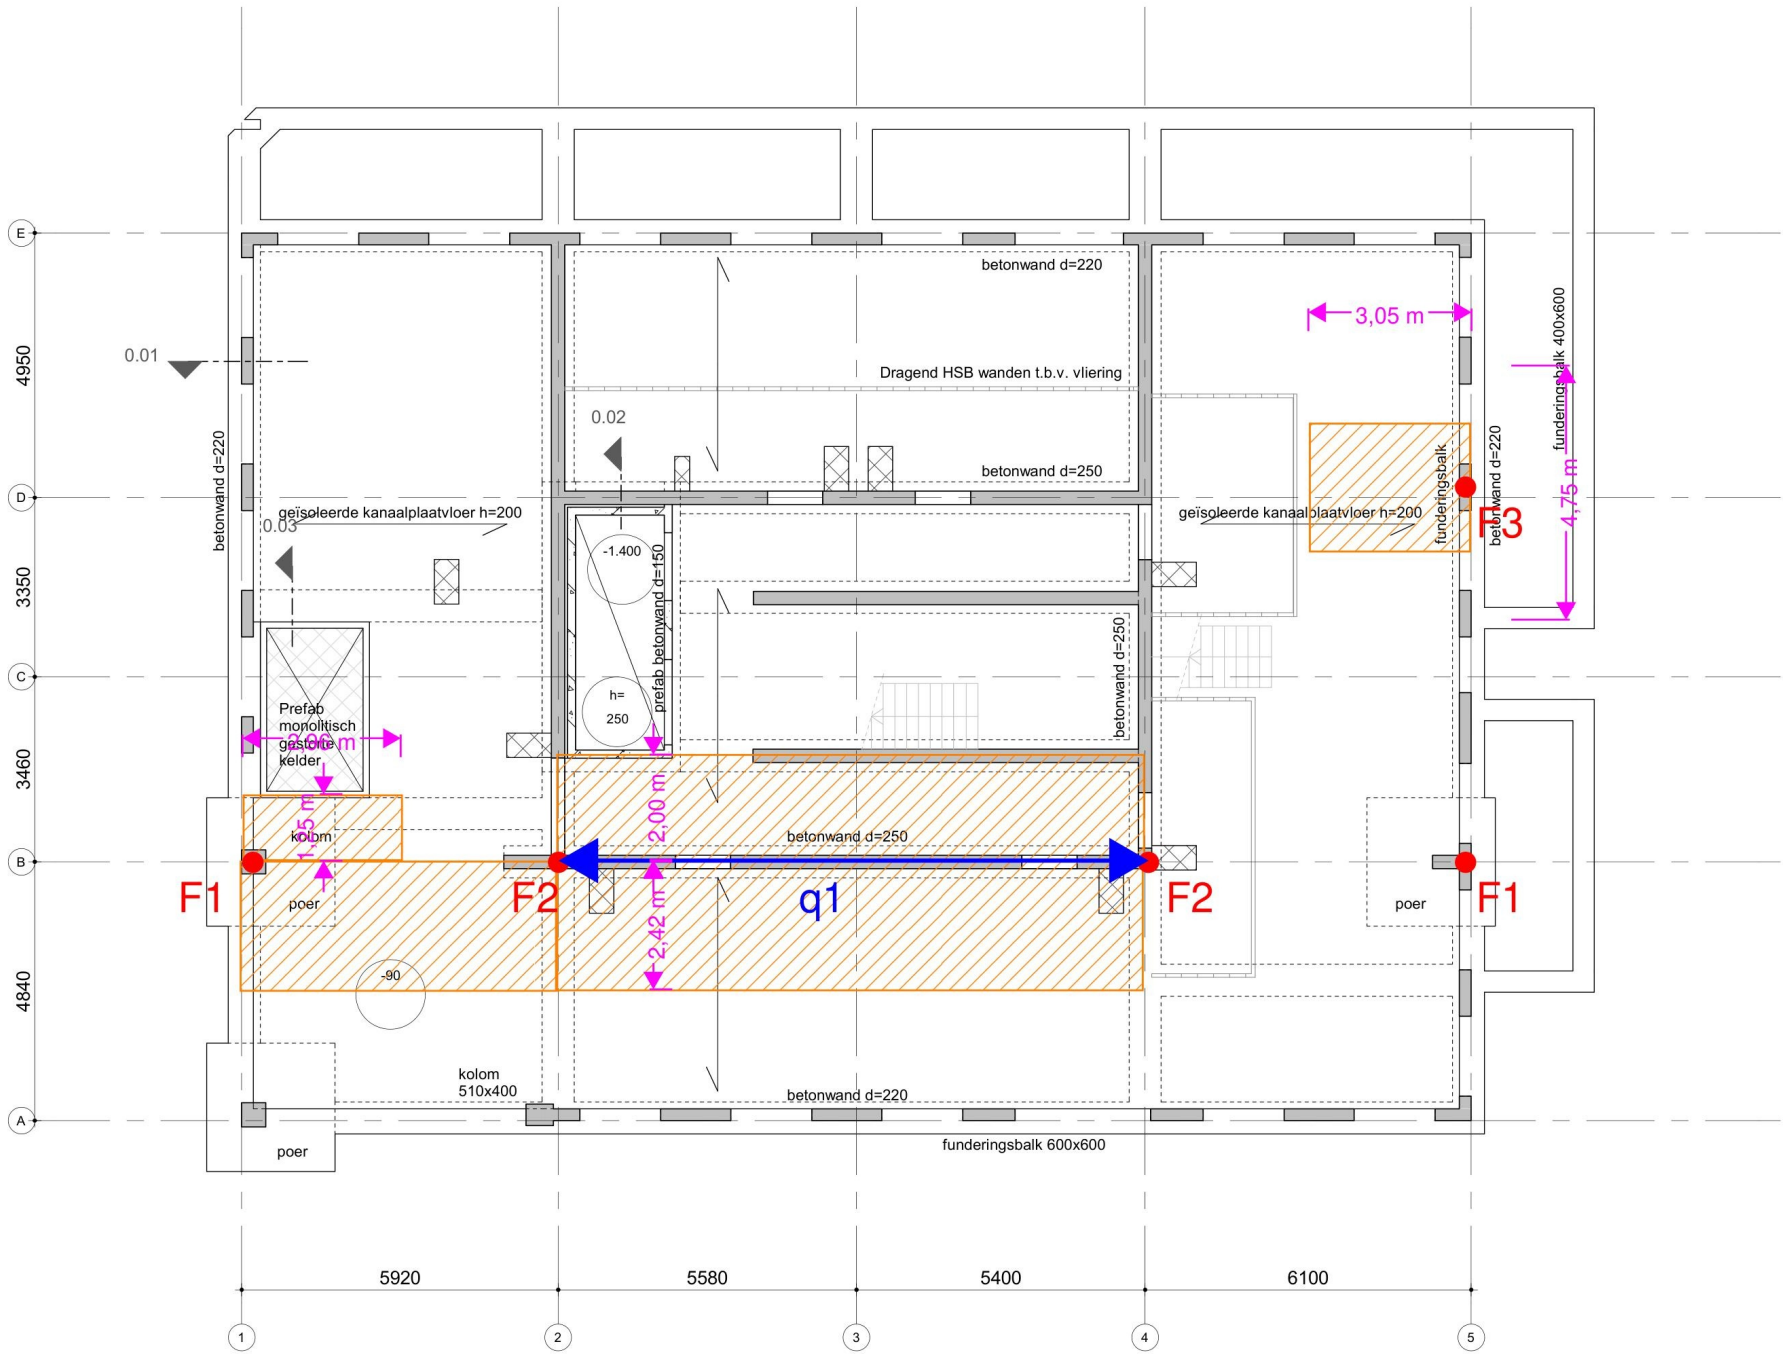 E
betonwand d=220
3,05 m
funderingsbalk 400x600
4950
0.01
Dragend HSB wanden t.b.v. vliering
0.02
betonwand d=220
betonwand d=250
funderingsbalk
betonwand d=220
4,75 m
D
geïsoleerde kanaalplaatvloer h=200
geïsoleerde kanaalplaatvloer h=200
0.03
F3
-1.400
prefab betonwand d=150
3350
betonwand d=250
C
h=
250
Prefab
monolitisch
gestorte
kelder
2,96 m
3460
2,00 m
1,25 m
kolom
betonwand d=250
B
F1
poer
F2
q1
F2
poer
F1
2,42 m
-90
4840
kolom
510x400
betonwand d=220
A
poer
funderingsbalk 600x600
5920
5580
5400
6100
1
2
3
4
5